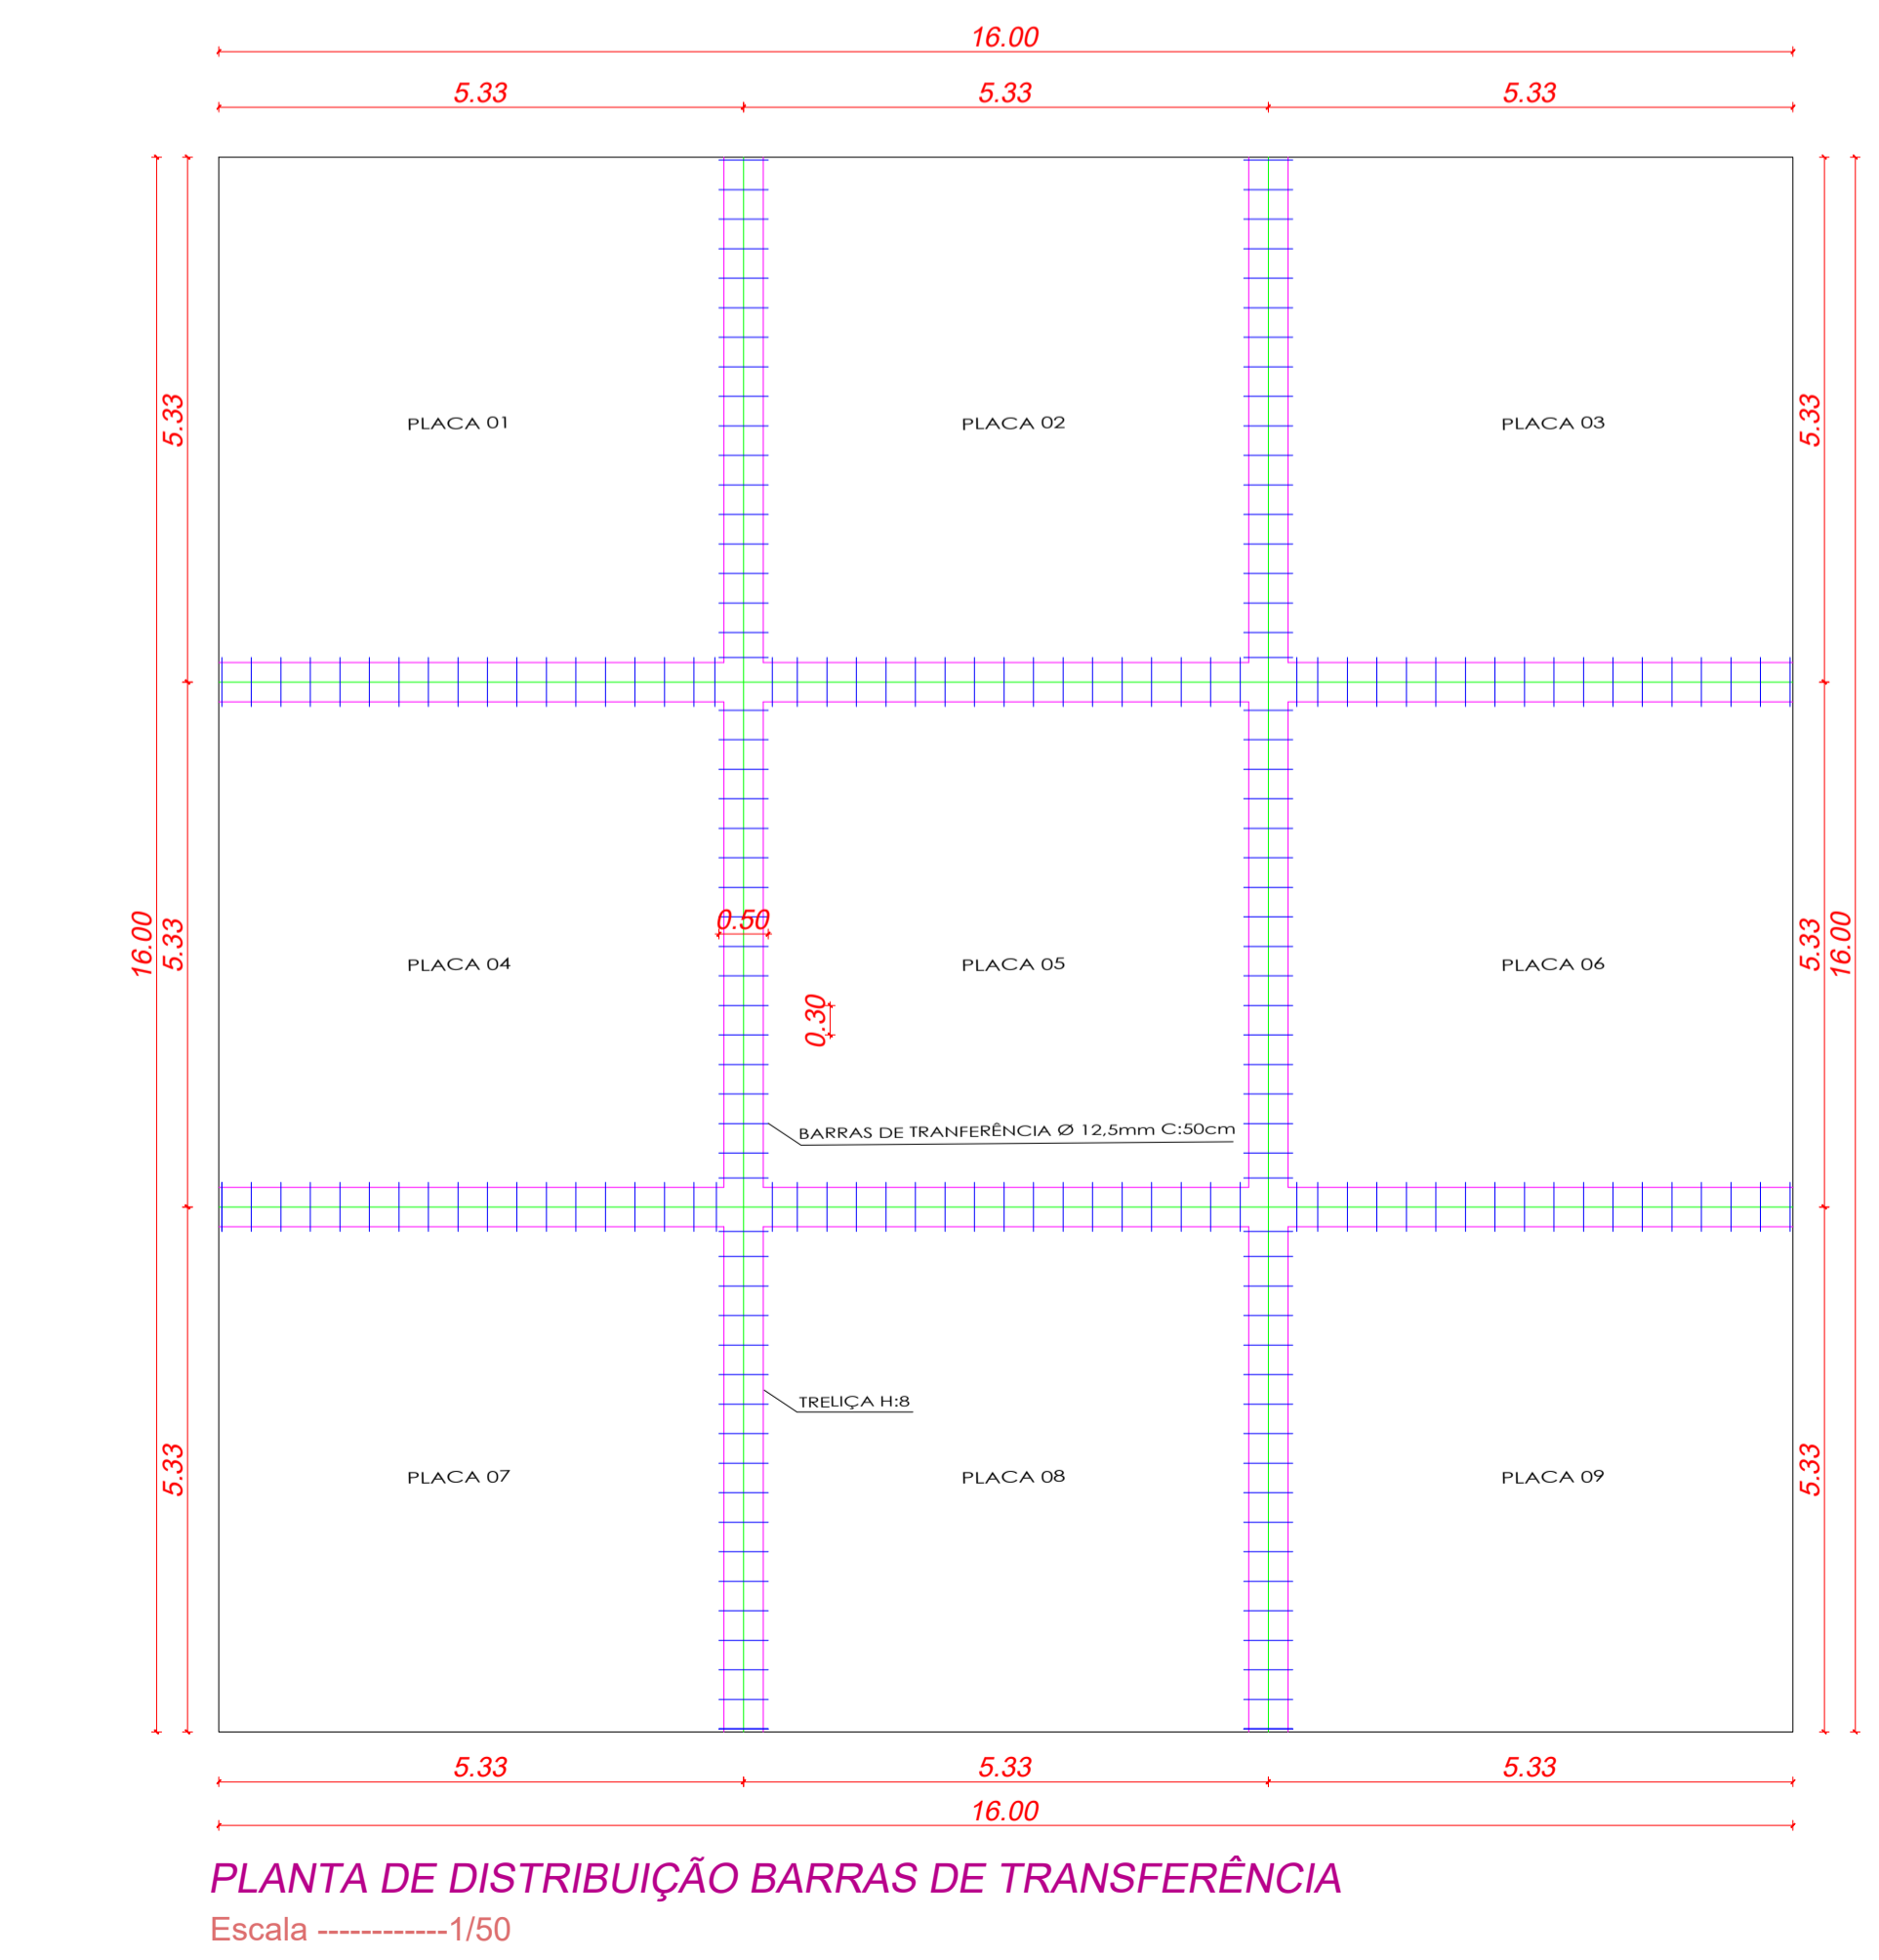 16.00
5.33 5.33 5.33
5.33 5.33
PLACA 01 PLACA 02 PLACA 03
16.00 5.33 5.33 16.00
0.50
PLACA 04 PLACA 05 PLACA 06
0.30
BARRAS DE TRANFERÊNCIA Ø 12,5mm C:50cm
TRELIÇA H:8
5.33 5.33
PLACA 07 PLACA 08 PLACA 09
5.33 5.33 5.33
16.00
PLANTA DE DISTRIBUIÇÃO BARRAS DE TRANSFERÊNCIA
Escala ------------1/50